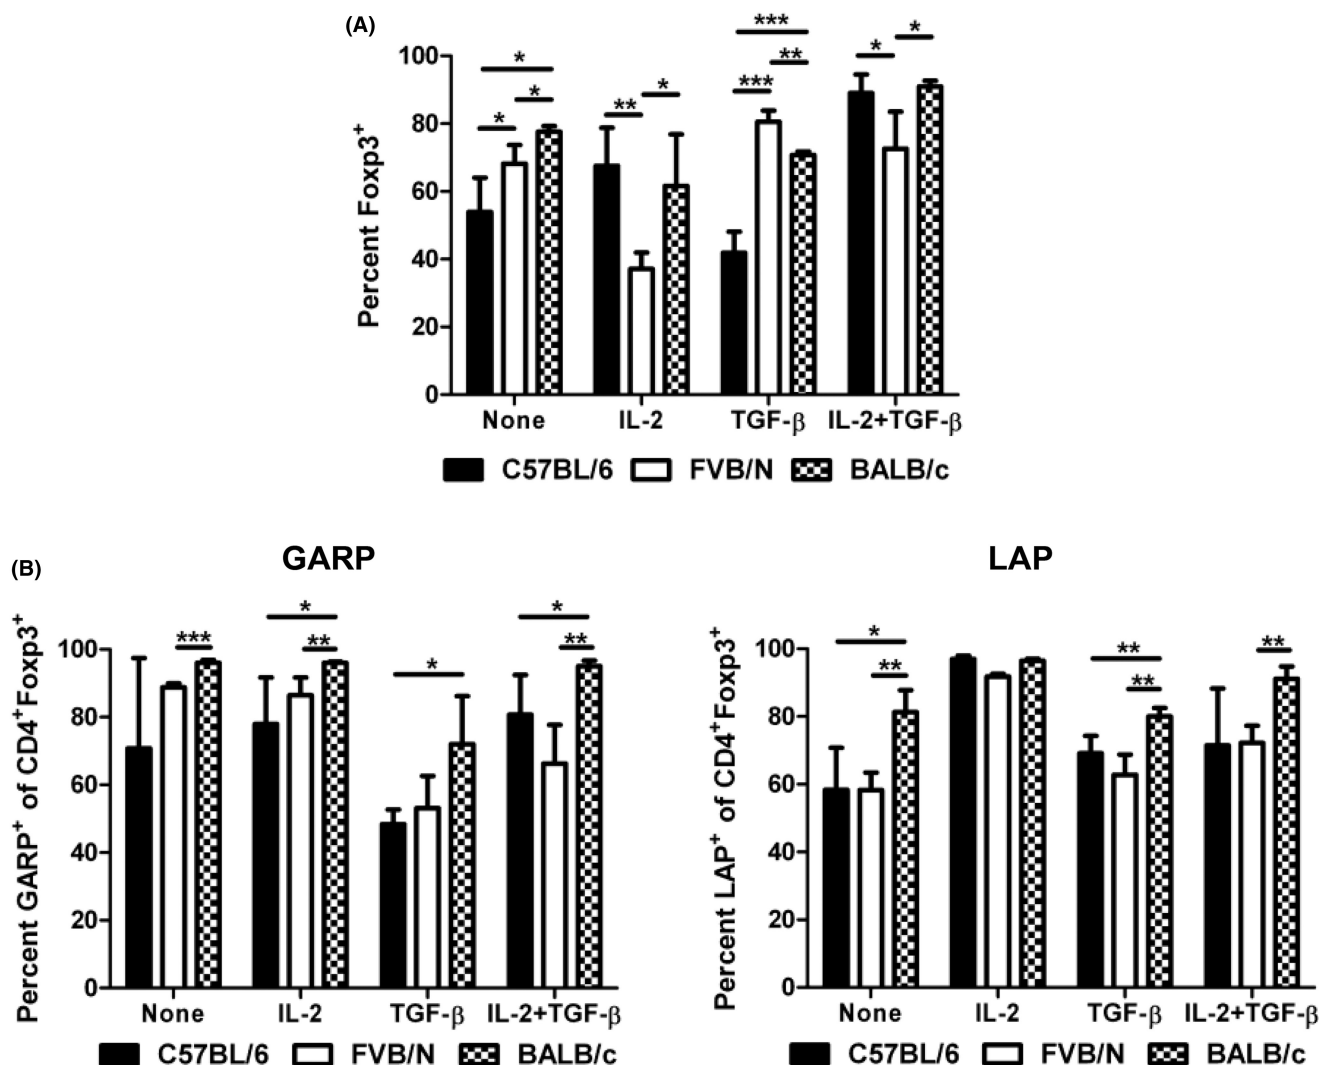 (A)
*** *
* * ** *
* ** * *** *
100
80
60
40
20
0
Percent Foxp3⁺
None IL-2 TGF-β IL-2+TGF-β
C57BL/6 FVB/N BALB/c
(B)
GARP
* *
*** ** * **
100
80
60
40
20
0
Percent GARP⁺ of CD4⁺Foxp3⁺
None IL-2 TGF-β IL-2+TGF-β
C57BL/6 FVB/N BALB/c
LAP
* ** **
** **
100
80
60
40
20
0
Percent LAP⁺ of CD4⁺Foxp3⁺
None IL-2 TGF-β IL-2+TGF-β
C57BL/6 FVB/N BALB/c